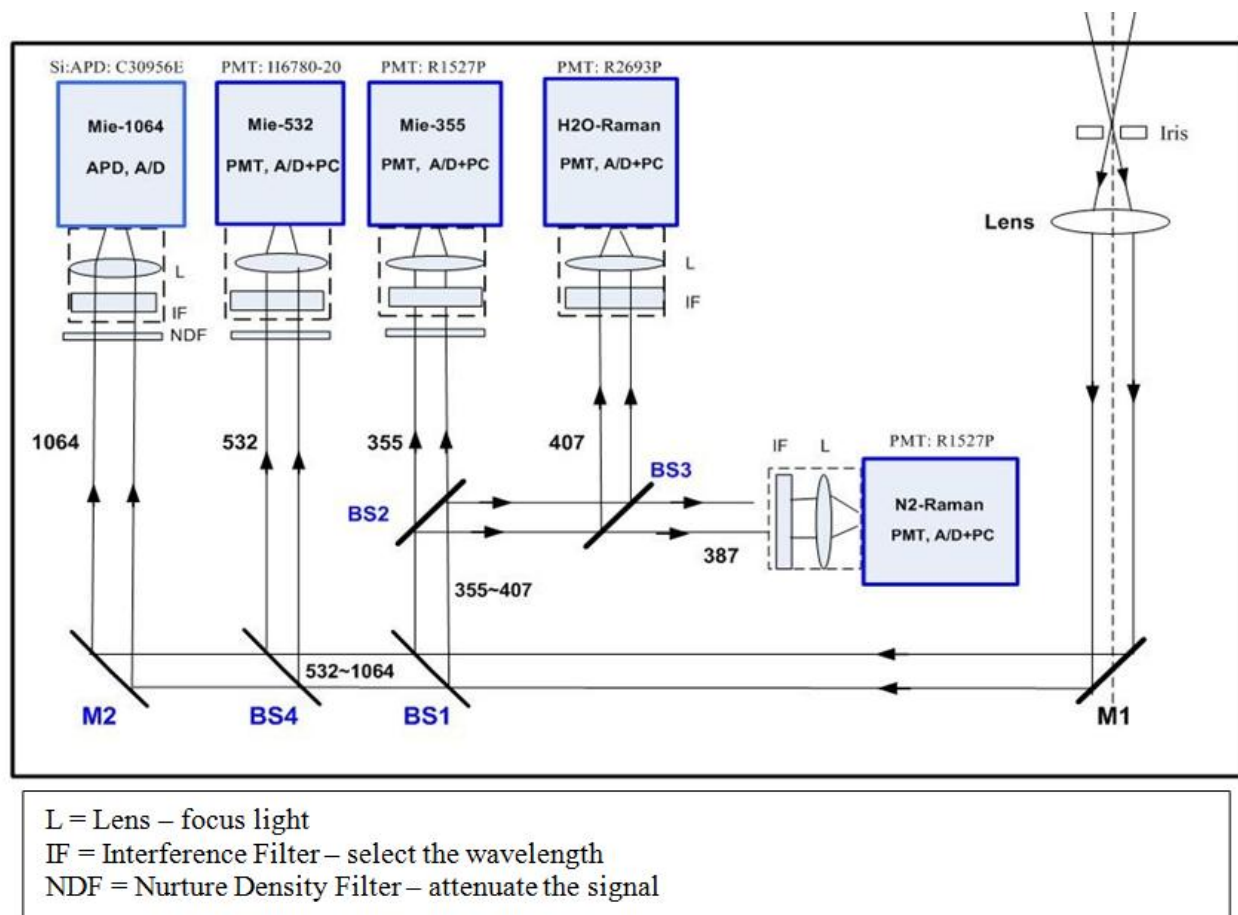 Si:APD: C30956E
PMT: H6780-20
PMT: R1527P
PMT: R2693P
Mie-1064
APD, A/D
Mie-532
PMT, A/D+PC
Mie-355
PMT, A/D+PC
H2O-Raman
PMT, A/D+PC
Iris
Lens
L
IF
NDF
L
IF
1064
532
355
407
BS3
BS2
IF
L
PMT: R1527P
N2-Raman
PMT, A/D+PC
387
355~407
532~1064
M2
BS4
BS1
M1
L = Lens – focus light
IF = Interference Filter – select the wavelength
NDF = Nurture Density Filter – attenuate the signal